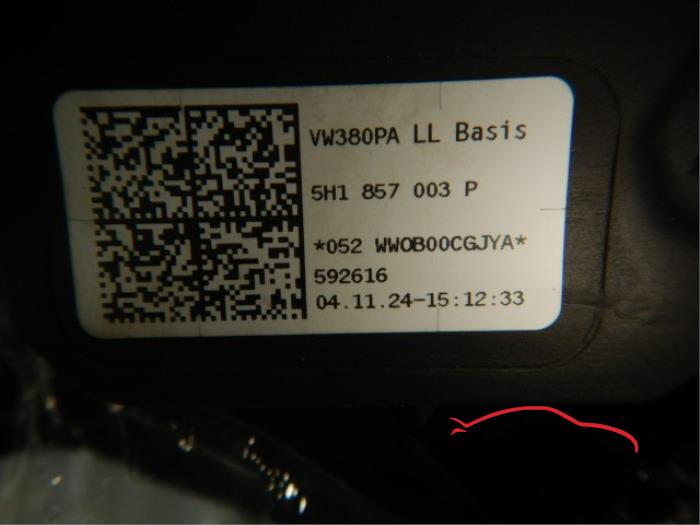 VW380PA LL Basis
5H1 857 003 P
*052 WWOB00CGJYA*
592616
04.11.24-15:12:33